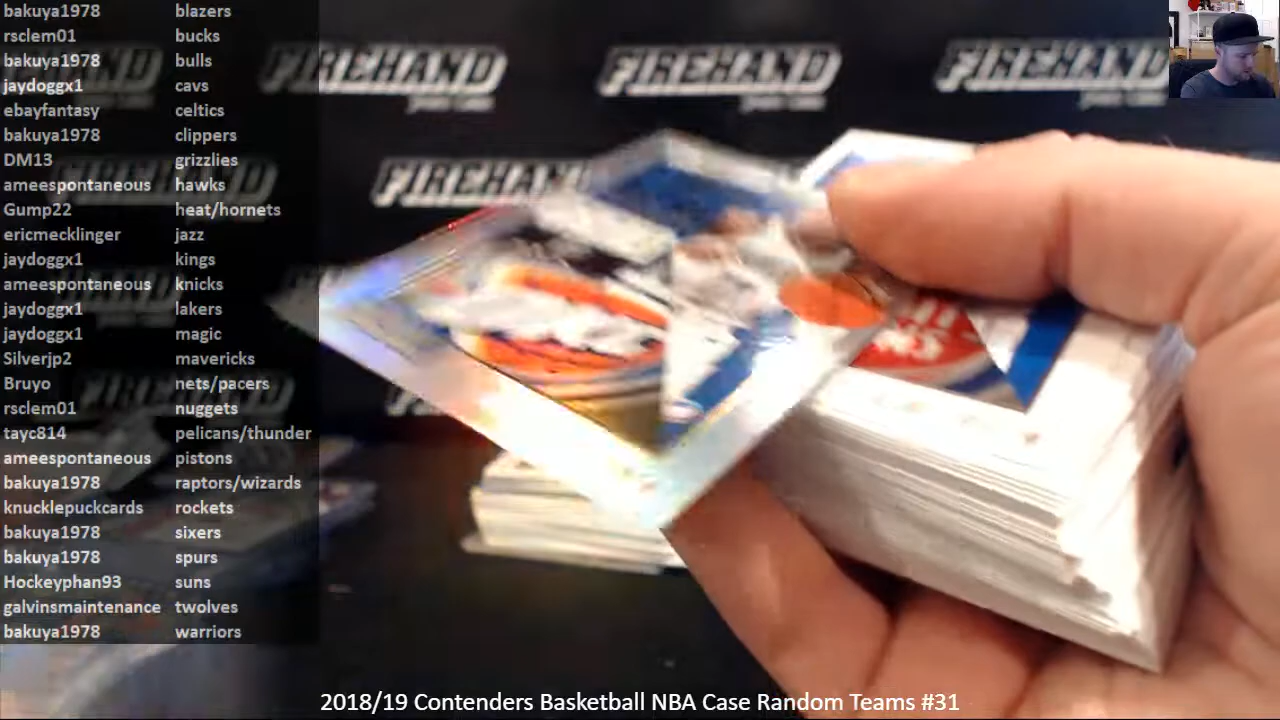 bakuya1978 blazers
rsclem01 bucks
bakuya1978 bulls
jaydoggx1 cavs
ebayfantasy celtics
bakuya1978 clippers
DM13 grizzlies
ameespontaneous hawks
Gump22 heat/hornets
ericmecklinger jazz
jaydoggx1 kings
ameespontaneous knicks
jaydoggx1 lakers
jaydoggx1 magic
Silverjp2 mavericks
Bruyo nets/pacers
rsclem01 nuggets
tayc814 pelicans/thunder
ameespontaneous pistons
bakuya1978 raptors/wizards
knucklepuckcards rockets
bakuya1978 sixers
bakuya1978 spurs
Hockeyphan93 suns
galvinsmaintenance twolves
bakuya1978 warriors
FIREHAND FIREHAND FIREHAND
FIREHAND
2018/19 Contenders Basketball NBA Case Random Teams #31